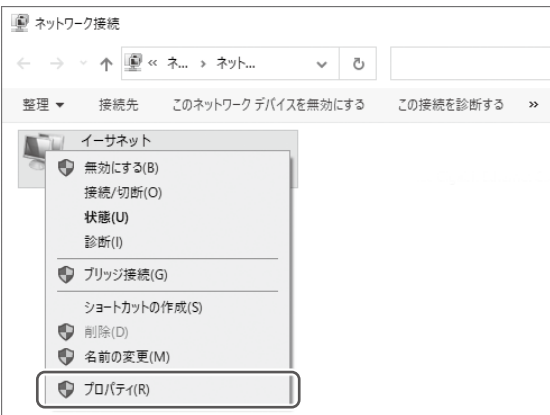 ネットワーク接続
« ネ... › ネット...
整理 接続先 このネットワーク デバイスを無効にする この接続を診断する »
イーサネット
無効にする(B)
接続/切断(O)
状態(U)
診断(I)
ブリッジ接続(G)
ショートカットの作成(S)
削除(D)
名前の変更(M)
プロパティ(R)